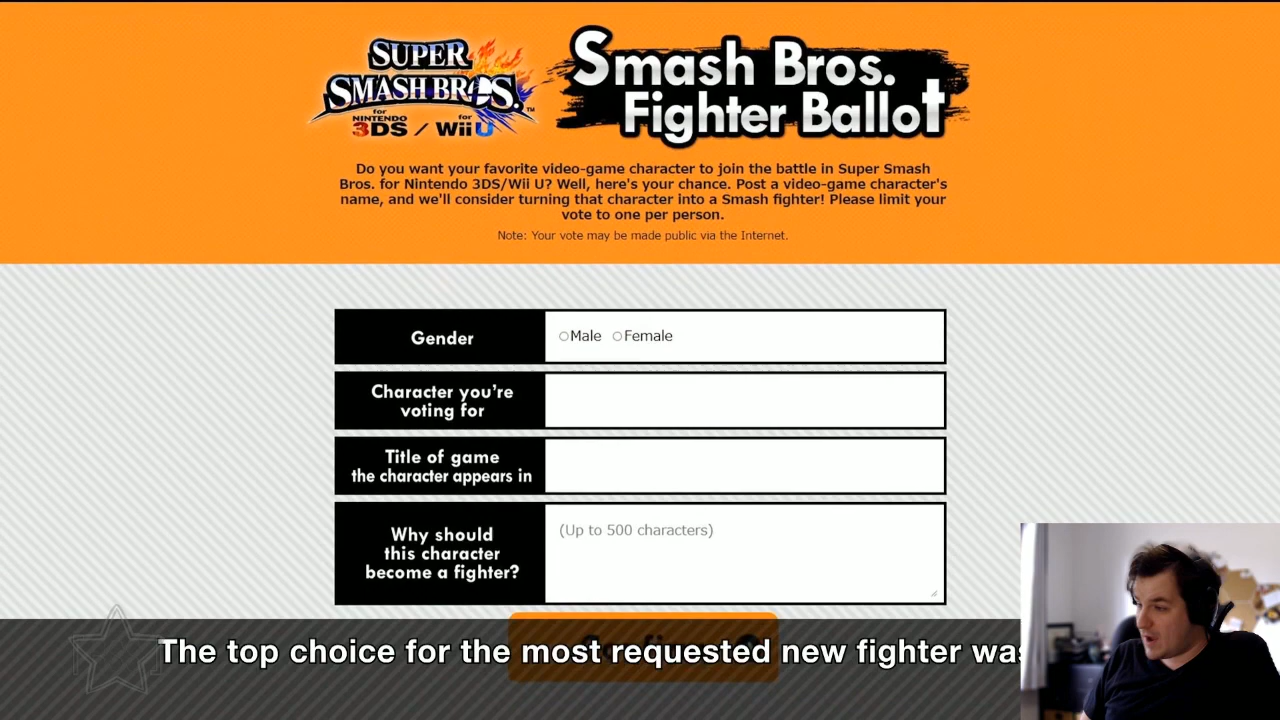 SUPER
SMASH BROS.
for NINTENDO 3DS / for Wii U
TM
Smash Bros.
Fighter Ballot
Do you want your favorite video-game character to join the battle in Super Smash
Bros. for Nintendo 3DS/Wii U? Well, here's your chance. Post a video-game character's
name, and we'll consider turning that character into a Smash fighter! Please limit your
vote to one per person.
Note: Your vote may be made public via the Internet.
Gender
Male Female
Character you're
voting for
Title of game
the character appears in
Why should
this character
become a fighter?
(Up to 500 characters)
The top choice for the most requested new fighter was